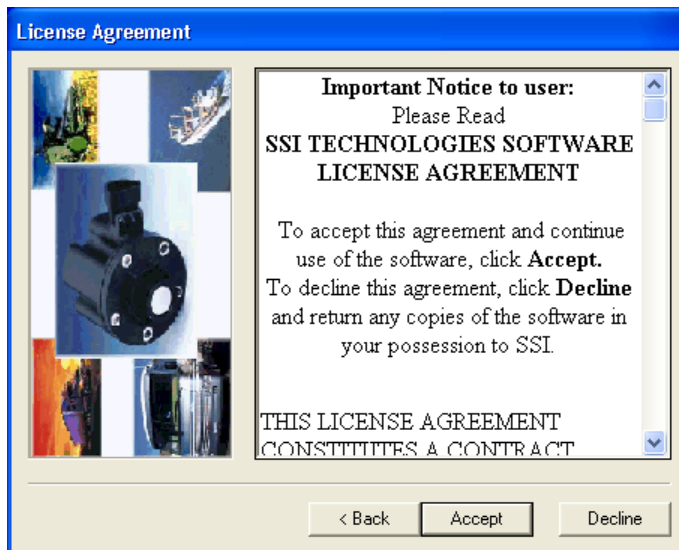 License Agreement
Important Notice to user:
Please Read
SSI TECHNOLOGIES SOFTWARE
LICENSE AGREEMENT
To accept this agreement and continue
use of the software, click Accept.
To decline this agreement, click Decline
and return any copies of the software in
your possession to SSI.
THIS LICENSE AGREEMENT
CONSTITUTES A CONTRACT
< Back
Accept
Decline